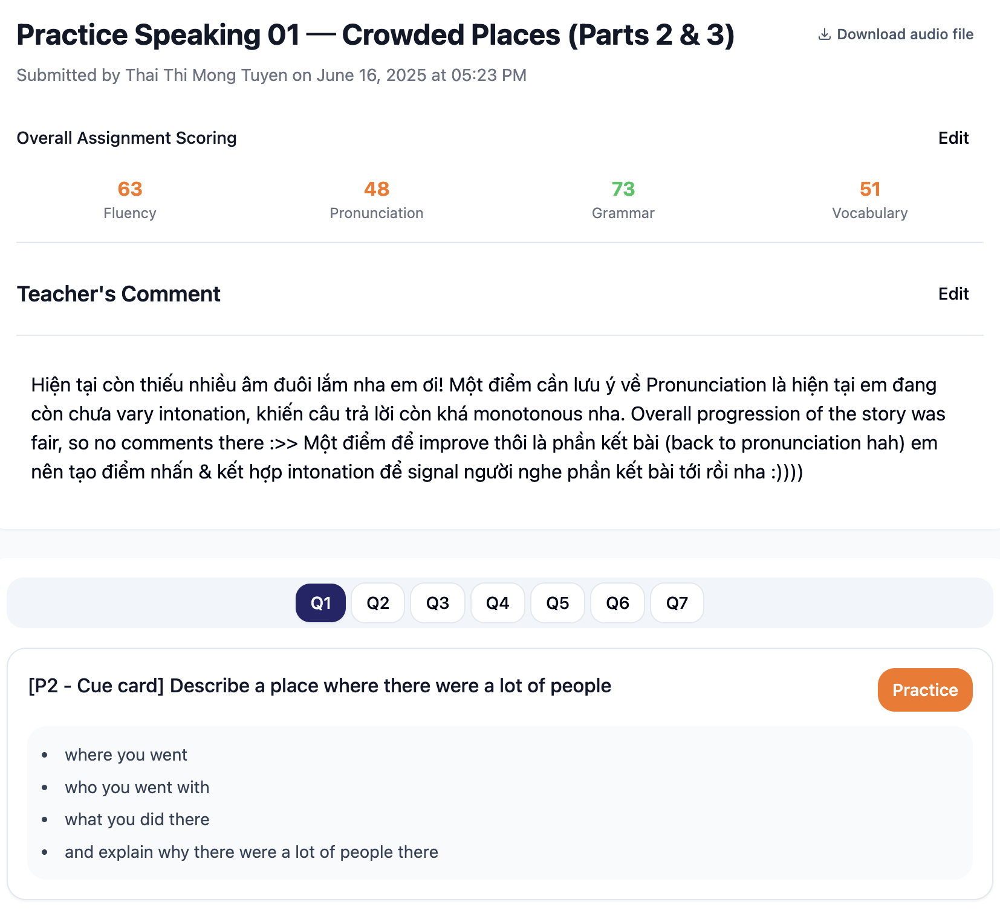 Practice Speaking 01 — Crowded Places (Parts 2 & 3)
Download audio file
Submitted by Thai Thi Mong Tuyen on June 16, 2025 at 05:23 PM
Overall Assignment Scoring
Edit
63
48
73
51
Fluency
Pronunciation
Grammar
Vocabulary
Teacher's Comment
Edit
Hiện tại còn thiếu nhiều âm đuôi lắm nha em ơi! Một điểm cần lưu ý về Pronunciation là hiện tại em đang
còn chưa vary intonation, khiến câu trả lời còn khá monotonous nha. Overall progression of the story was
fair, so no comments there :>> Một điểm để improve thôi là phần kết bài (back to pronunciation hah) em
nên tạo điểm nhấn & kết hợp intonation để signal người nghe phần kết bài tới rồi nha :))))
Q1
Q2
Q3
Q4
Q5
Q6
Q7
[P2 - Cue card] Describe a place where there were a lot of people
Practice
• where you went
• who you went with
• what you did there
• and explain why there were a lot of people there